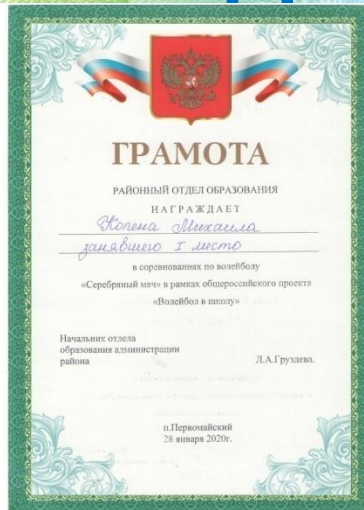 ГРАМОТА
РАЙОННЫЙ ОТДЕЛ ОБРАЗОВАНИЯ
НАГРАЖДАЕТ
Копена Михаила
занявшего I место
в соревнованиях по волейболу
«Серебряный мяч» в рамках общероссийского проекта
«Волейбол в школу»
Начальник отдела
образования администрации
района Л.А.Груздева.
п.Первомайский
28 января 2020г.